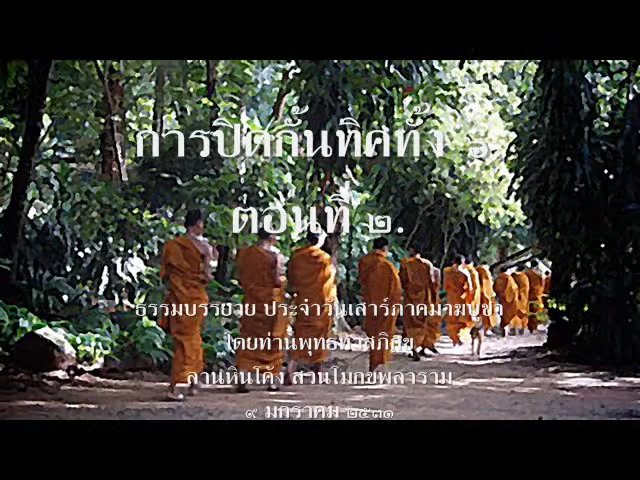 การปิดกั้นทิศทั้ง ๖.
ตอนที่ ๒.
ธรรมบรรยาย ประจำวันเสาร์ภาคมาฆบูชา
โดยท่านพุทธทาสภิกขุ
ลานหินโค้ง สวนโมกขพลาราม
๙ มกราคม ๒๕๓๑